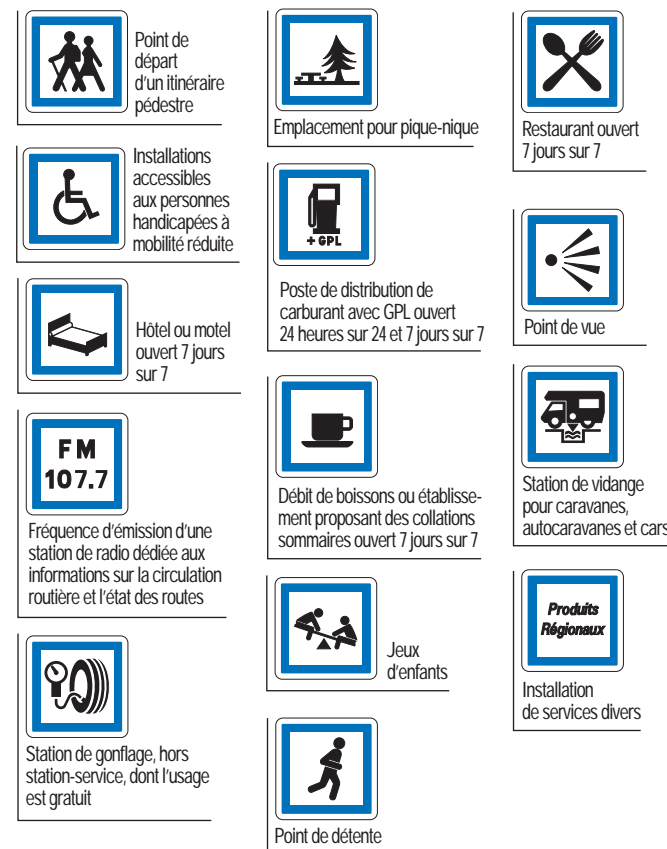 Point de
départ
d'un itinéraire
pédestre
Installations
accessibles
aux personnes
handicapées à
mobilité réduite
Hôtel ou motel
ouvert 7 jours
sur 7
FM
107.7
Fréquence d'émission d'une
station de radio dédiée aux
informations sur la circulation
routière et l'état des routes
Station de gonflage, hors
station-service, dont l'usage
est gratuit
Emplacement pour pique-nique
+ GPL
Poste de distribution de
carburant avec GPL ouvert
24 heures sur 24 et 7 jours sur 7
Débit de boissons ou établisse-
ment proposant des collations
sommaires ouvert 7 jours sur 7
Jeux
d'enfants
Point de détente
Restaurant ouvert
7 jours sur 7
Point de vue
Station de vidange
pour caravanes,
autocaravanes et cars
Produits
Régionaux
Installation
de services divers